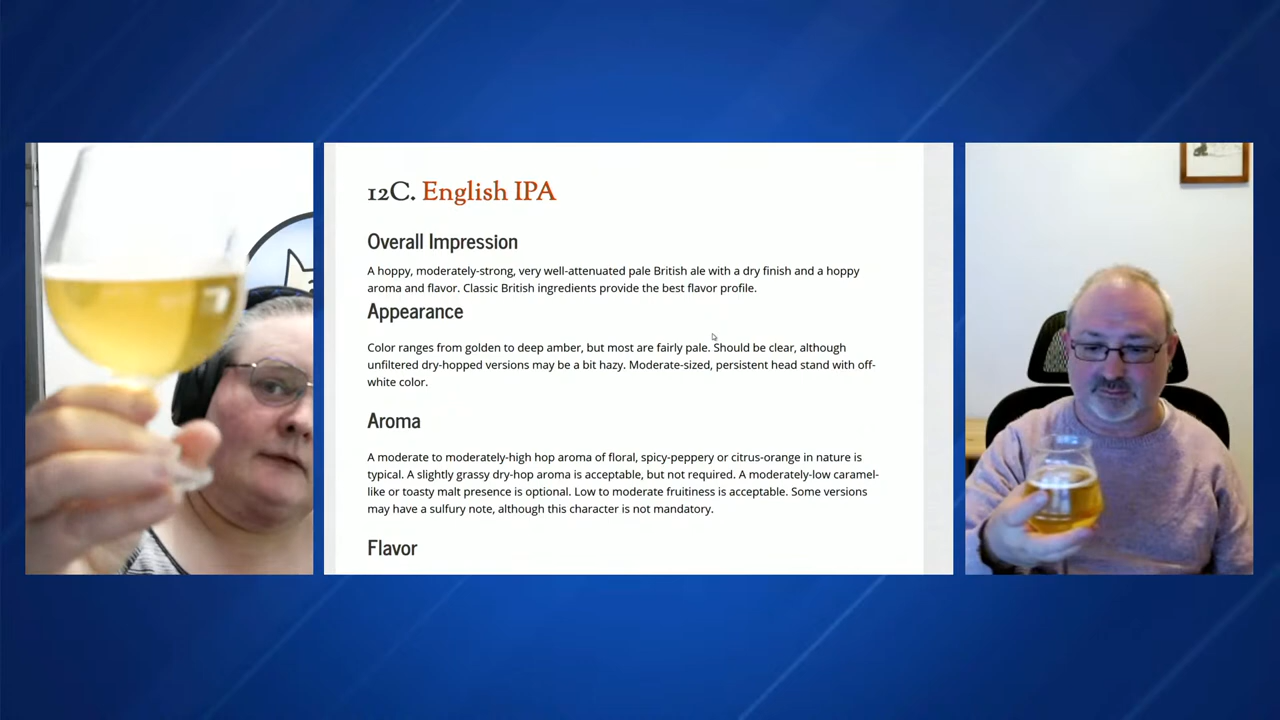 12C. English IPA
Overall Impression
A hoppy, moderately-strong, very well-attenuated pale British ale with a dry finish and a hoppy
aroma and flavor. Classic British ingredients provide the best flavor profile.
Appearance
Color ranges from golden to deep amber, but most are fairly pale. Should be clear, although
unfiltered dry-hopped versions may be a bit hazy. Moderate-sized, persistent head stand with off-
white color.
Aroma
A moderate to moderately-high hop aroma of floral, spicy-peppery or citrus-orange in nature is
typical. A slightly grassy dry-hop aroma is acceptable, but not required. A moderately-low caramel-
like or toasty malt presence is optional. Low to moderate fruitiness is acceptable. Some versions
may have a sulfury note, although this character is not mandatory.
Flavor